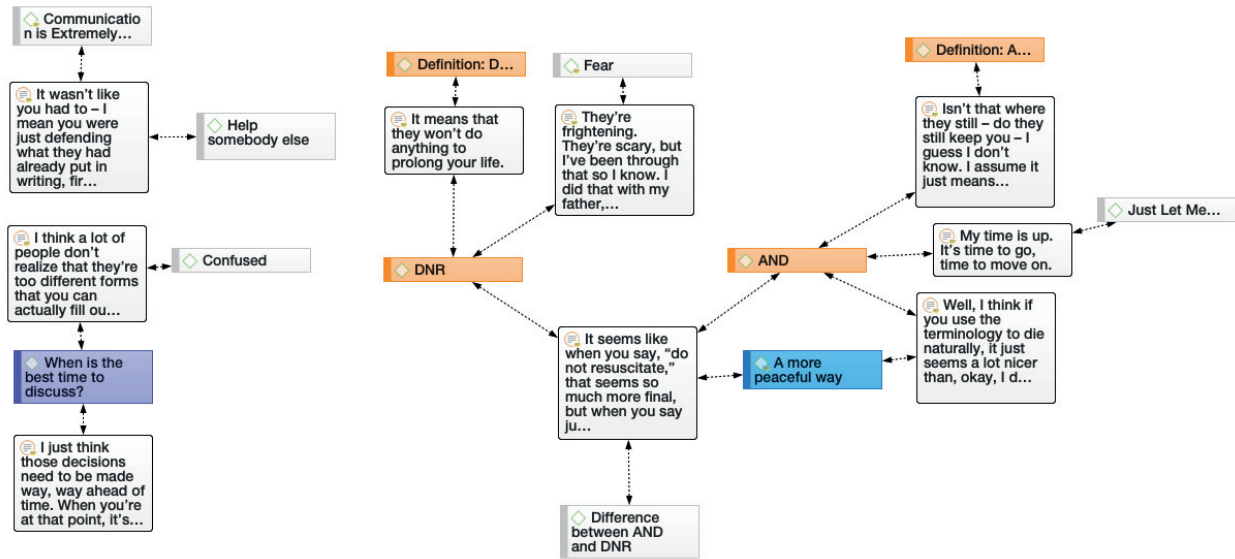 Communicatio
n is Extremely…
It wasn't like
you had to – I
mean you were
just defending
what they had
already put in
writing, fir…
Help
somebody else
I think a lot of
people don't
realize that they're
too different forms
that you can
actually fill ou…
Confused
When is the
best time to
discuss?
I just think
those decisions
need to be made
way, way ahead of
time. When you're
at that point, it's…
Definition: D…
It means that
they won't do
anything to
prolong your life.
Fear
They're
frightening.
They're scary, but
I've been through
that so I know. I
did that with my
father,…
DNR
It seems like
when you say, "do
not resuscitate,"
that seems so
much more final,
but when you say
ju…
Difference
between AND
and DNR
Definition: A…
Isn't that where
they still – do
they still keep you – I
guess I don't
know. I assume it
just means…
Just Let Me…
My time is up.
It's time to go,
time to move on.
AND
Well, I think if
you use the
terminology to die
naturally, it just
seems a lot nicer
than, okay, I d…
A more
peaceful way